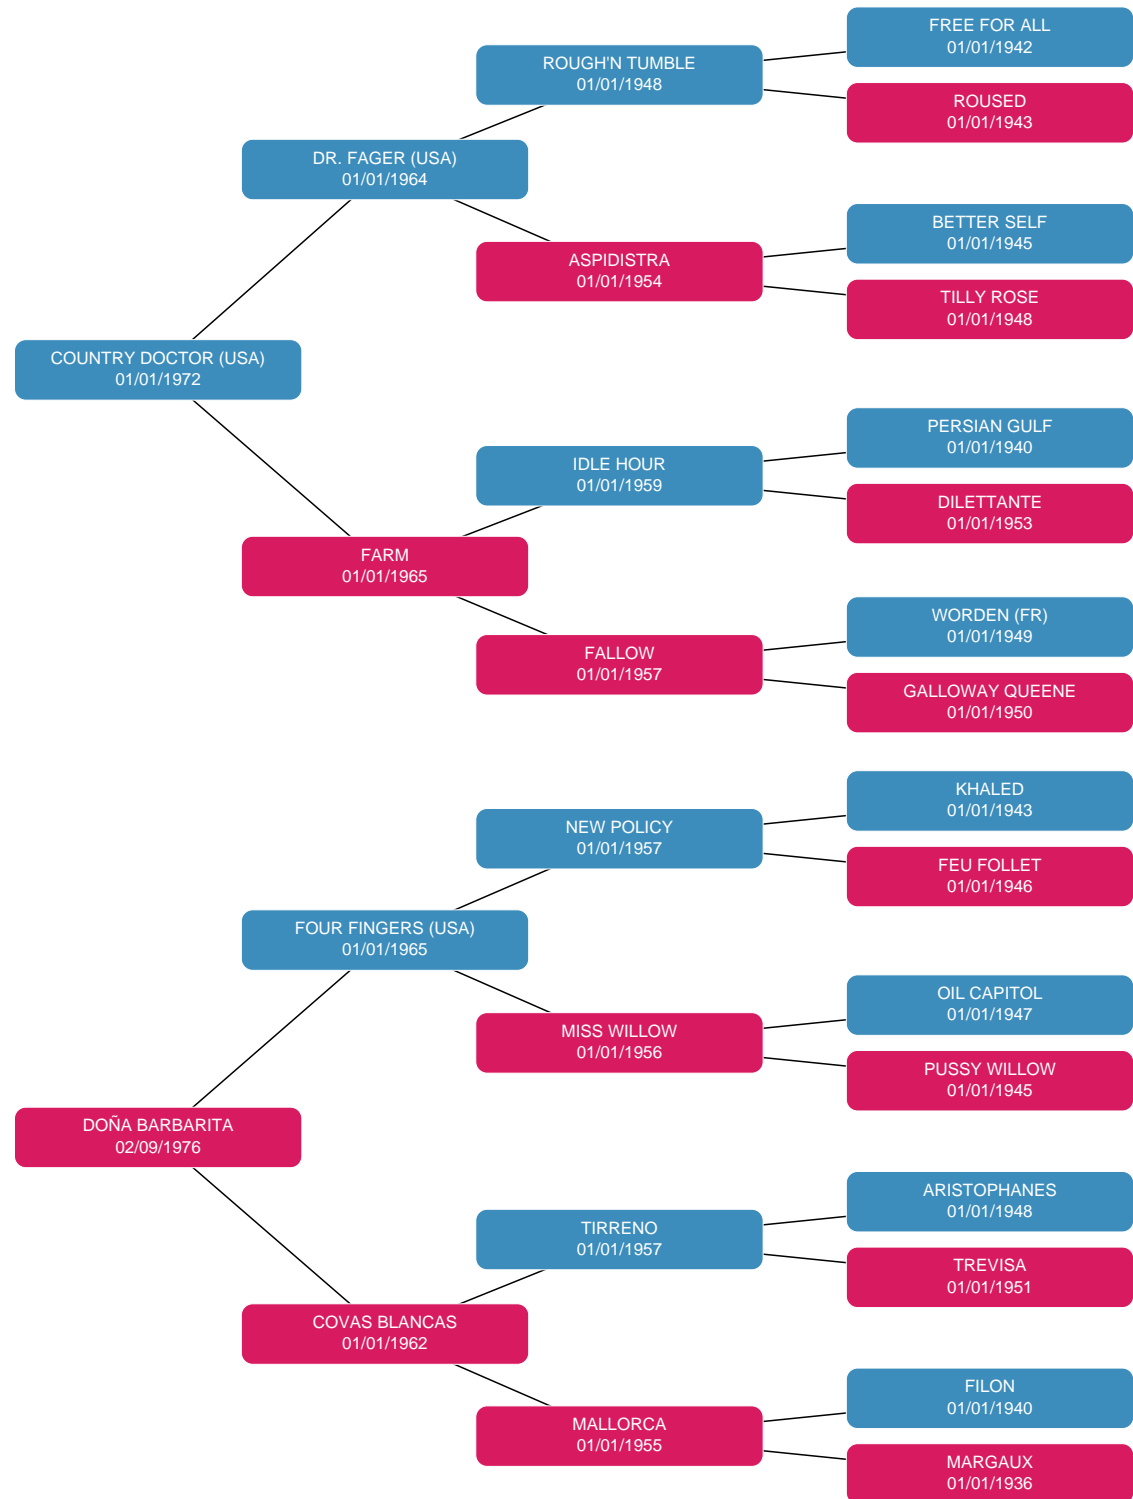 FREE FOR ALL
01/01/1942
ROUGH'N TUMBLE
01/01/1948
ROUSED
01/01/1943
DR. FAGER (USA)
01/01/1964
BETTER SELF
01/01/1945
ASPIDISTRA
01/01/1954
TILLY ROSE
01/01/1948
COUNTRY DOCTOR (USA)
01/01/1972
PERSIAN GULF
01/01/1940
IDLE HOUR
01/01/1959
DILETTANTE
01/01/1953
FARM
01/01/1965
WORDEN (FR)
01/01/1949
FALLOW
01/01/1957
GALLOWAY QUEENE
01/01/1950
KHALED
01/01/1943
NEW POLICY
01/01/1957
FEU FOLLET
01/01/1946
FOUR FINGERS (USA)
01/01/1965
OIL CAPITOL
01/01/1947
MISS WILLOW
01/01/1956
PUSSY WILLOW
01/01/1945
DOÑA BARBARITA
02/09/1976
ARISTOPHANES
01/01/1948
TIRRENO
01/01/1957
TREVISA
01/01/1951
COVAS BLANCAS
01/01/1962
FILON
01/01/1940
MALLORCA
01/01/1955
MARGAUX
01/01/1936